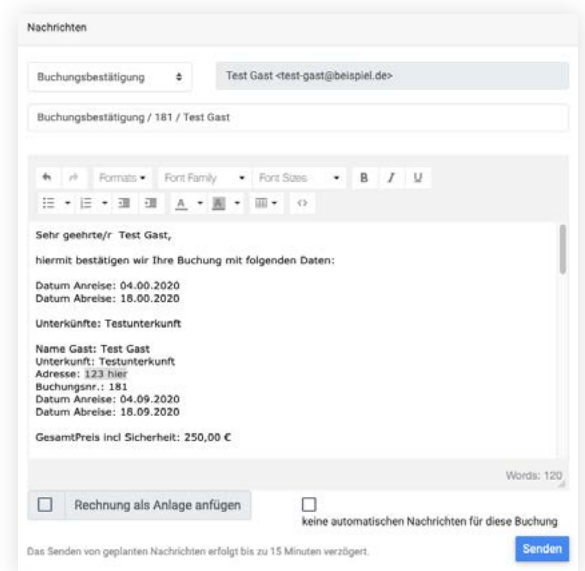 Nachrichten
Buchungsbestätigung
Test Gast <test-gast@beispiel.de>
Buchungsbestätigung / 181 / Test Gast
Formats Font Family Font Sizes B I U
A A <>
Sehr geehrte/r Test Gast,
hiermit bestätigen wir Ihre Buchung mit folgenden Daten:
Datum Anreise: 04.00.2020
Datum Abreise: 18.00.2020
Unterkünfte: Testunterkunft
Name Gast: Test Gast
Unterkunft: Testunterkunft
Adresse: 123 hier
Buchungsnr.: 181
Datum Anreise: 04.09.2020
Datum Abreise: 18.09.2020
GesamtPreis incl Sicherheit: 250,00 €
Words: 120
Rechnung als Anlage anfügen
keine automatischen Nachrichten für diese Buchung
Das Senden von geplanten Nachrichten erfolgt bis zu 15 Minuten verzögert.
Senden